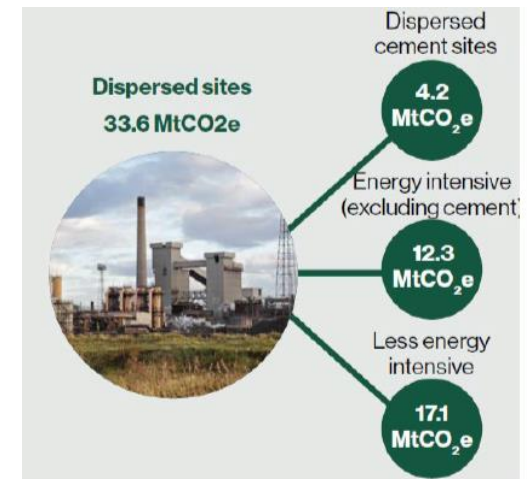 Dispersed
cement sites
4.2
MtCO₂e
Dispersed sites
33.6 MtCO2e
Energy intensive
(excluding cement)
12.3
MtCO₂e
Less energy
intensive
17.1
MtCO₂e